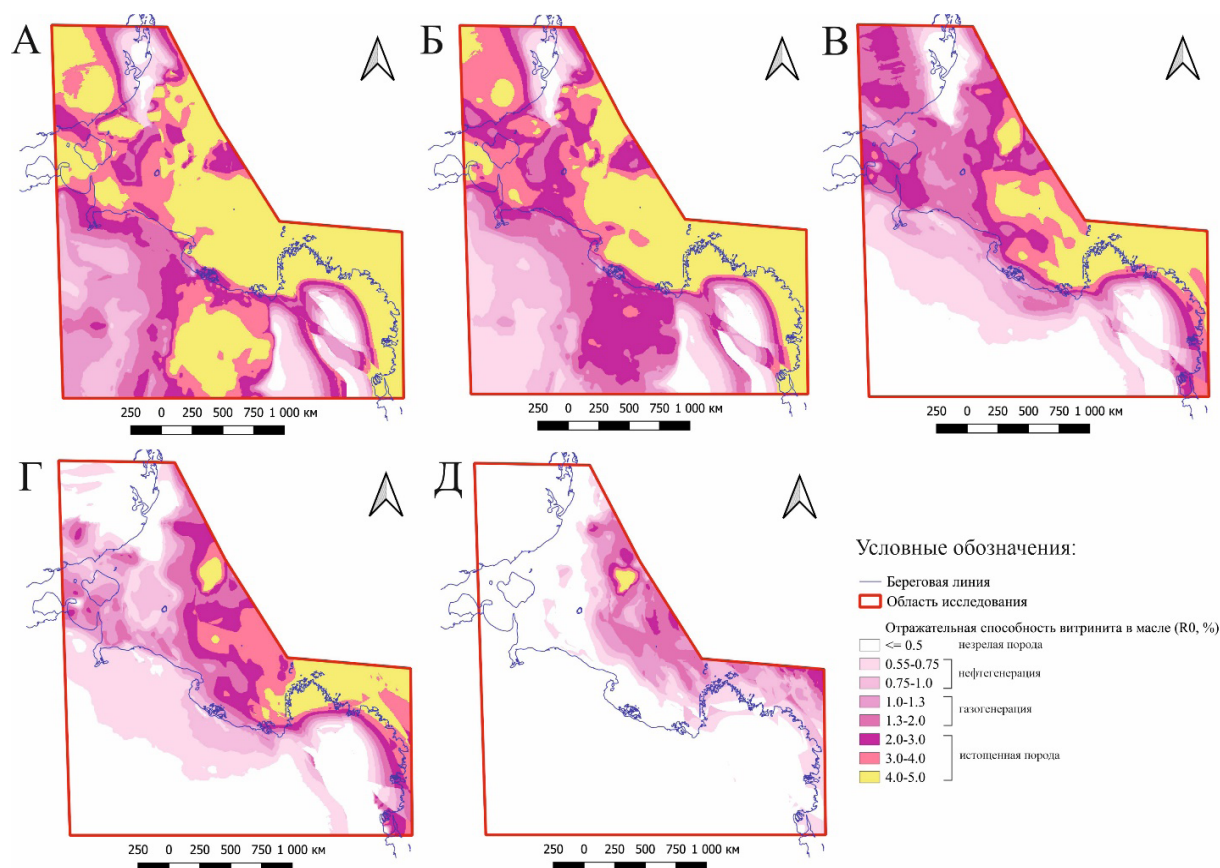 А
Б
В
250 0 250 500 750 1 000 км
250 0 250 500 750 1 000 км
250 0 250 500 750 1 000 км
Г
Д
Условные обозначения:
Береговая линия
Область исследования
Отражательная способность витринита в масле (R0, %)
<= 0.5 незрелая порода
0.55-0.75
нефтегенерация
0.75-1.0
1.0-1.3
газогенерация
1.3-2.0
2.0-3.0
3.0-4.0 истощенная порода
4.0-5.0
250 0 250 500 750 1 000 км
250 0 250 500 750 1 000 км